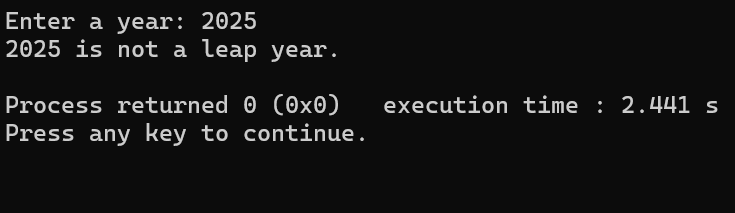 Enter a year: 2025
2025 is not a leap year.
Process returned 0 (0x0)   execution time : 2.441 s
Press any key to continue.